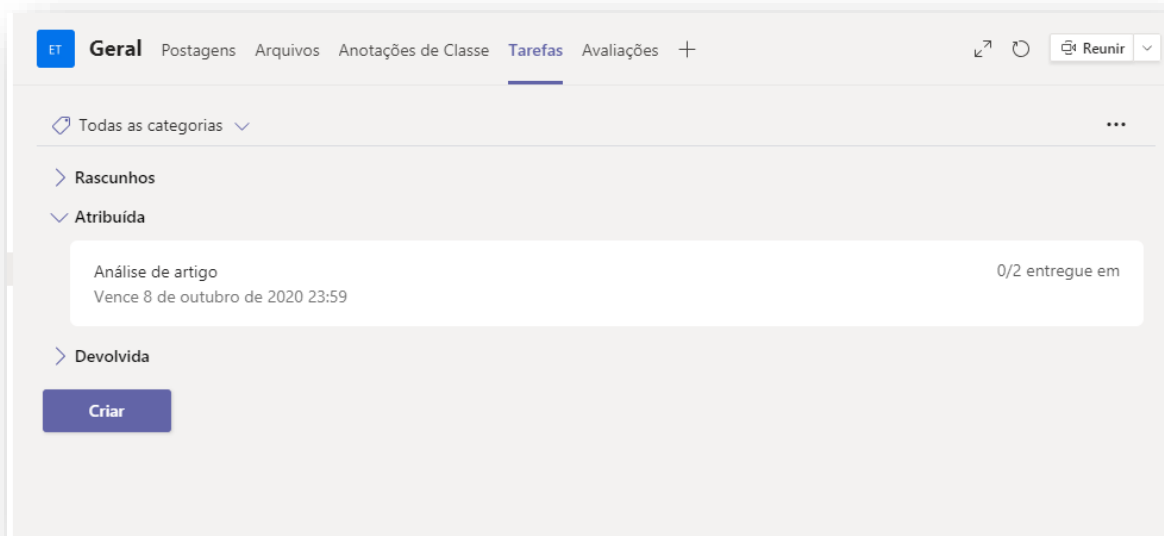 ET Geral Postagens Arquivos Anotações de Classe Tarefas Avaliações Reunir
Todas as categorias
Rascunhos
Atribuída
Análise de artigo 0/2 entregue em
Vence 8 de outubro de 2020 23:59
Devolvida
Criar